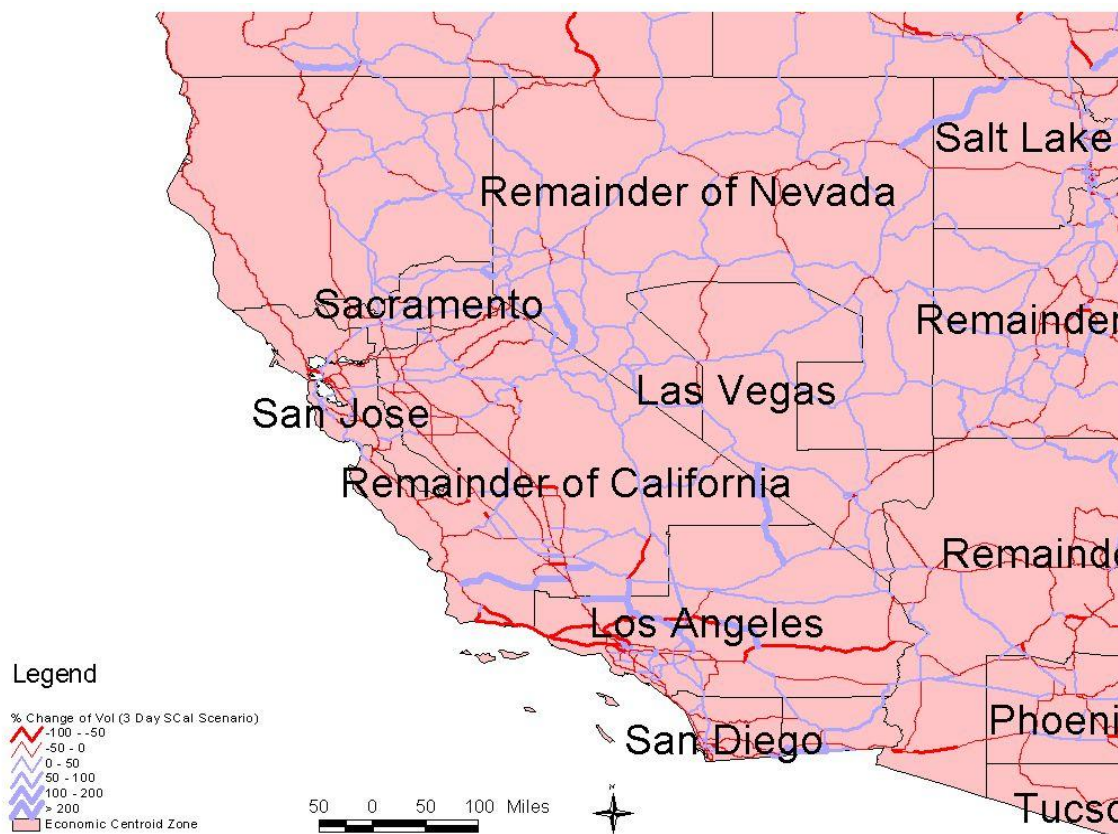 Salt Lake
Remainder of Nevada
Sacramento
Remainder
Las Vegas
San Jose
Remainder of California
Remainde
Los Angeles
Phoeni
San Diego
Tucso
Legend
% Change of Vol (3 Day SCal Scenario)
-100 - -50
-50 - 0
0 - 50
50 - 100
100 - 200
> 200
Economic Centroid Zone
50 0 50 100 Miles
N